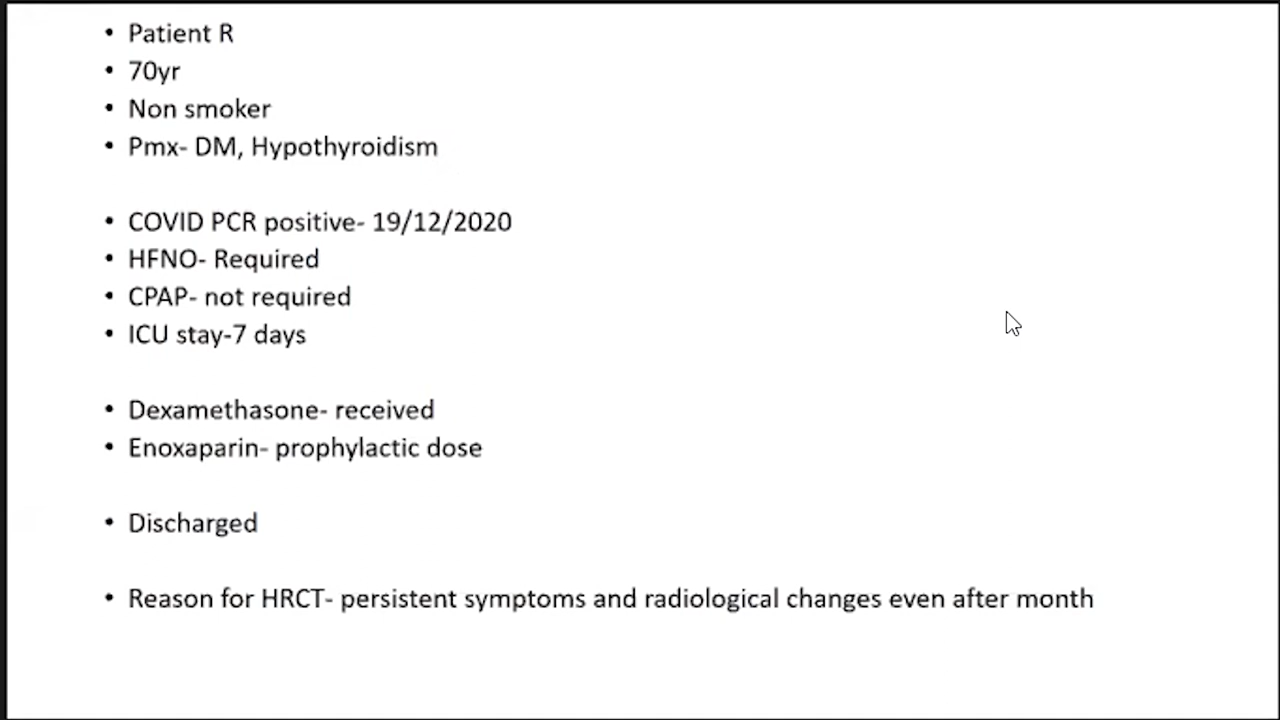 • Patient R
• 70yr
• Non smoker
• Pmx- DM, Hypothyroidism
• COVID PCR positive- 19/12/2020
• HFNO- Required
• CPAP- not required
• ICU stay-7 days
• Dexamethasone- received
• Enoxaparin- prophylactic dose
• Discharged
• Reason for HRCT- persistent symptoms and radiological changes even after month